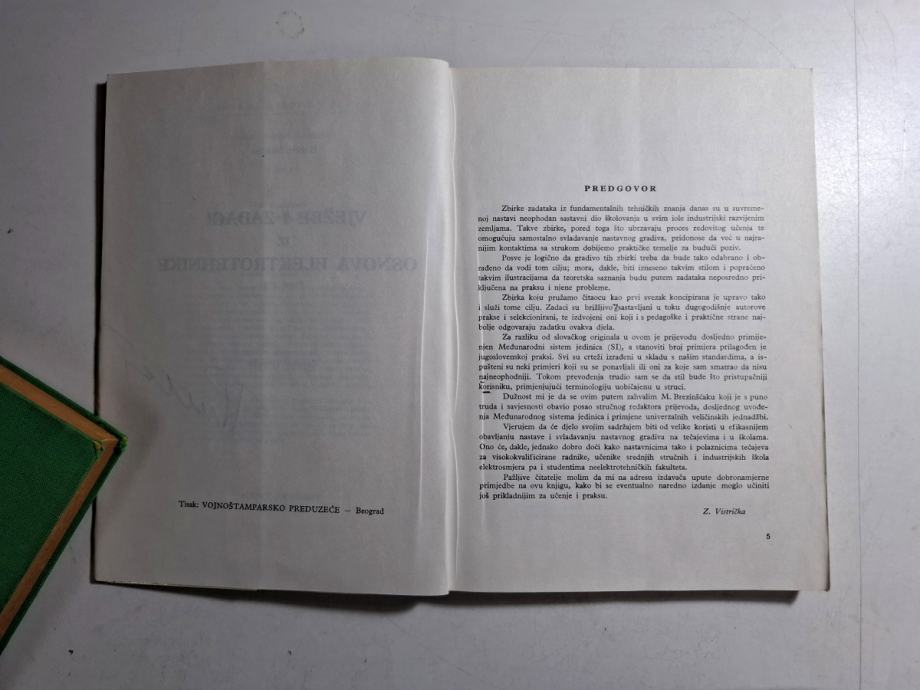 Tisak: VOJNOŠTAMPARSKO PREDUZEĆE — Beograd
PREDGOVOR
Zbirke zadataka iz fundamentalnih tehničkih znanja danas su u suvreme-
noj nastavi neophodan sastavni dio školovanja u svim iole industrijski razvijenim
zemljama. Takve zbirke, pored toga što ubrzavaju proces redovitog učenja te
omogućuju samostalno svladavanje nastavnog gradiva, pridonose da već u najra-
nijim kontaktima sa strukom dobijemo praktičke temelje za budući poziv.
Posve je logično da gradivo tih zbirki treba da bude tako odabrano i ob-
rađeno da vodi tom cilju; mora, dakle, biti izneseno takvim stilom i popraćeno
takvim ilustracijama da teoretska saznanja budu putem zadataka neposredno pri-
ključena na praksu i njene probleme.
Zbirka koju pružamo čitaocu kao prvi svezak koncipirana je upravo tako
i služi tome cilju. Zadaci su brižljivo sastavljani u toku dugogodišnje autorove
prakse i selekcionirani, te izdvojeni oni koji i s pedagoške i praktične strane naj-
bolje odgovaraju zadatku ovakva djela.
Za razliku od slovačkog originala u ovom je prijevodu dosljedno primije-
njen Međunarodni sistem jedinica (SI), a stanoviti broj primjera prilagođen je
jugoslovenskoj praksi. Svi su crteži izrađeni u skladu s našim standardima, a is-
pušteni su neki primjeri koji su se ponavljali ili oni za koje sam smatrao da nisu
najneophodniji. Tokom prevođenja trudio sam se da stil bude što pristupačniji
korisniku, primjenjujući terminologiju uobičajenu u struci.
Dužnost mi je da se ovim putem zahvalim M. Brezinšćaku koji je s puno
truda i savjesnosti obavio posao stručnog redaktora prijevoda, dosljednog uvođe-
nja Međunarodnog sistema jedinica i primjene univerzalnih veličinskih jednadžbi.
Vjerujem da će djelo svojim sadržajem biti od velike koristi u efikasnijem
obavljanju nastave i svladavanju nastavnog gradiva na tečajevima i u školama.
Ono će, dakle, jednako dobro doći kako nastavnicima tako i polaznicima tečajeva
za visokokvalificirane radnike, učenike srednjih stručnih i industrijskih škola
elektrosmjera pa i studentima neelektrotehničkih fakulteta.
Pažljive čitatelje molim da mi na adresu izdavača upute dobronamjerne
primjedbe na ovu knjigu, kako bi se eventualno naredno izdanje moglo učiniti
još prikladnijim za učenje i praksu.
Z. Vistrička
5